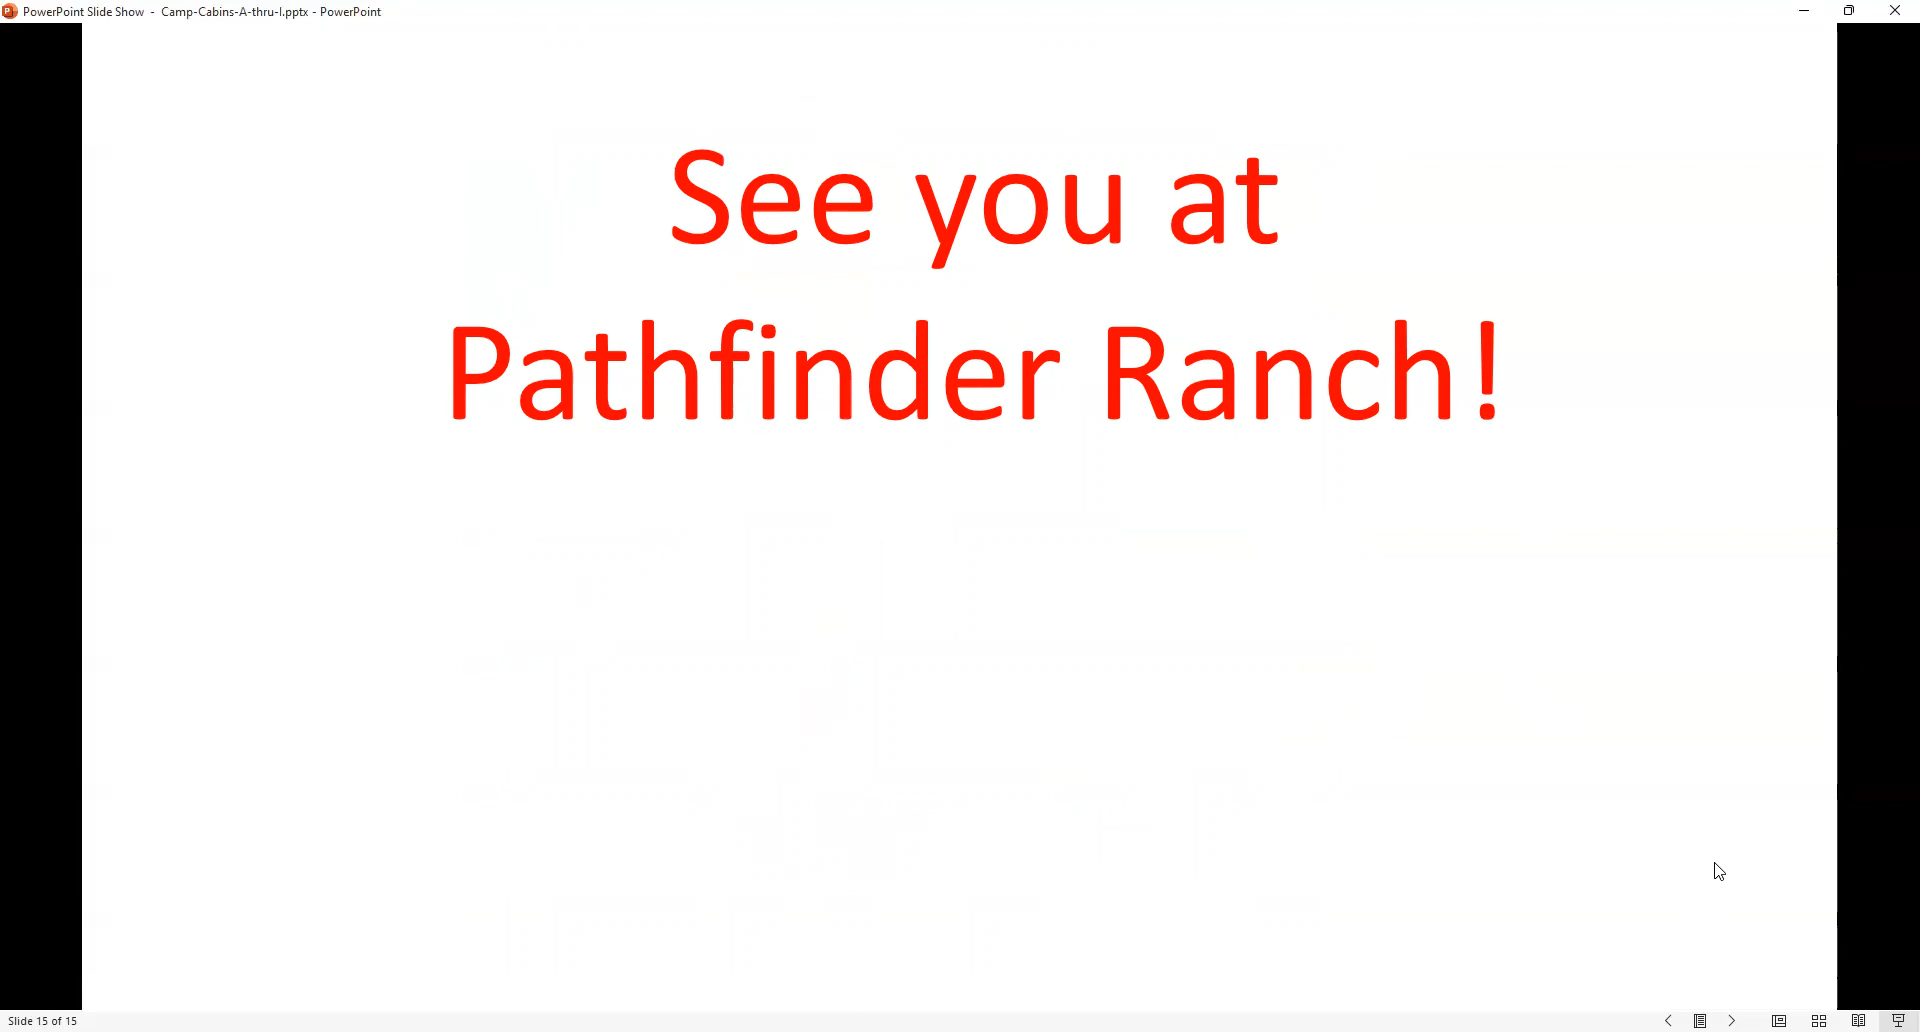 PowerPoint Slide Show - Camp-Cabins-A-thru-I.pptx - PowerPoint
See you at
Pathfinder Ranch!
Slide 15 of 15